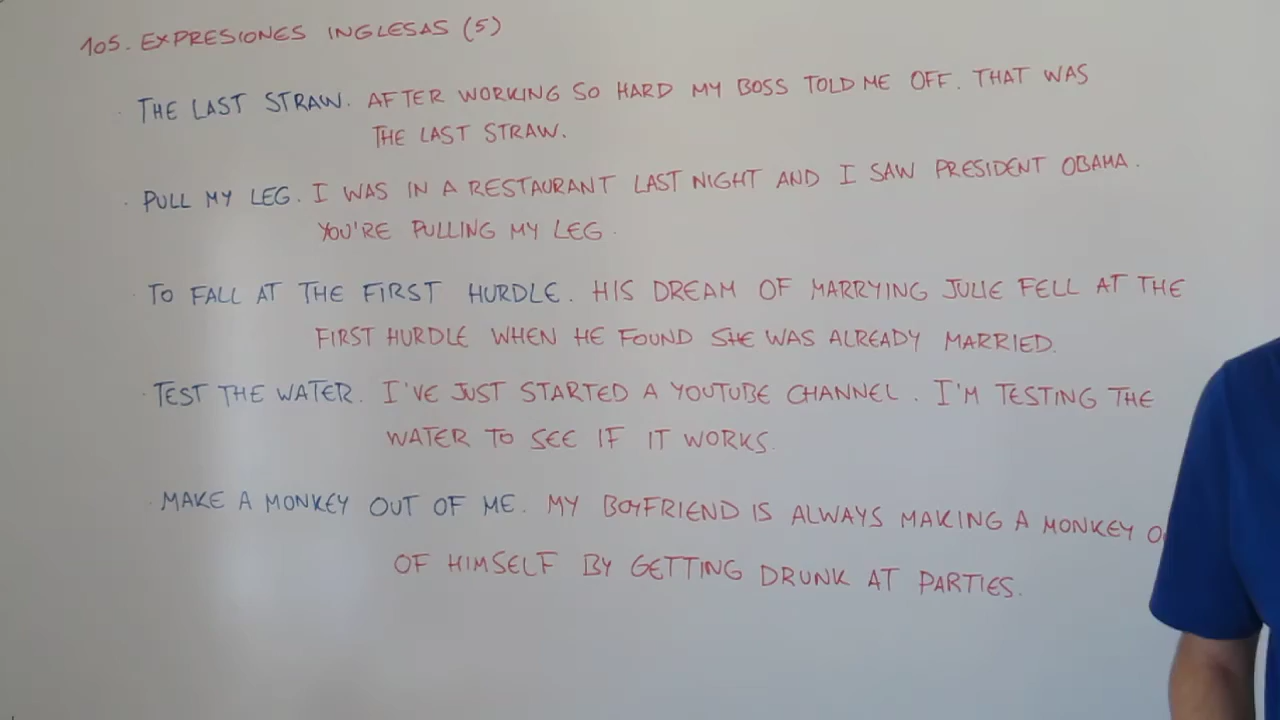 105. EXPRESIONES INGLESAS (5)
· THE LAST STRAW. AFTER WORKING SO HARD MY BOSS TOLD ME OFF. THAT WAS
THE LAST STRAW.
· PULL MY LEG. I WAS IN A RESTAURANT LAST NIGHT AND I SAW PRESIDENT OBAMA.
YOU'RE PULLING MY LEG.
· TO FALL AT THE FIRST HURDLE. HIS DREAM OF MARRYING JULIE FELL AT THE
FIRST HURDLE WHEN HE FOUND SHE WAS ALREADY MARRIED.
· TEST THE WATER. I'VE JUST STARTED A YOUTUBE CHANNEL. I'M TESTING THE
WATER TO SEE IF IT WORKS.
· MAKE A MONKEY OUT OF ME. MY BOYFRIEND IS ALWAYS MAKING A MONKEY
OF HIMSELF BY GETTING DRUNK AT PARTIES.